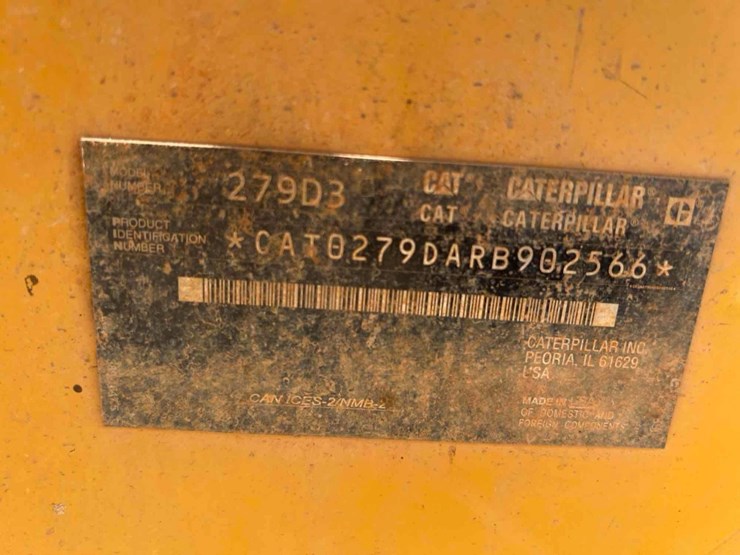 MODEL NUMBER 279D3
CAT CATERPILLAR
CAT CATERPILLAR®
PRODUCT IDENTIFICATION NUMBER *CAT0279DARB902566*
CATERPILLAR INC
PEORIA, IL 61629
USA
MADE IN USA
OF DOMESTIC AND
FOREIGN COMPONENTS
CAN ICES-2/NMB-2